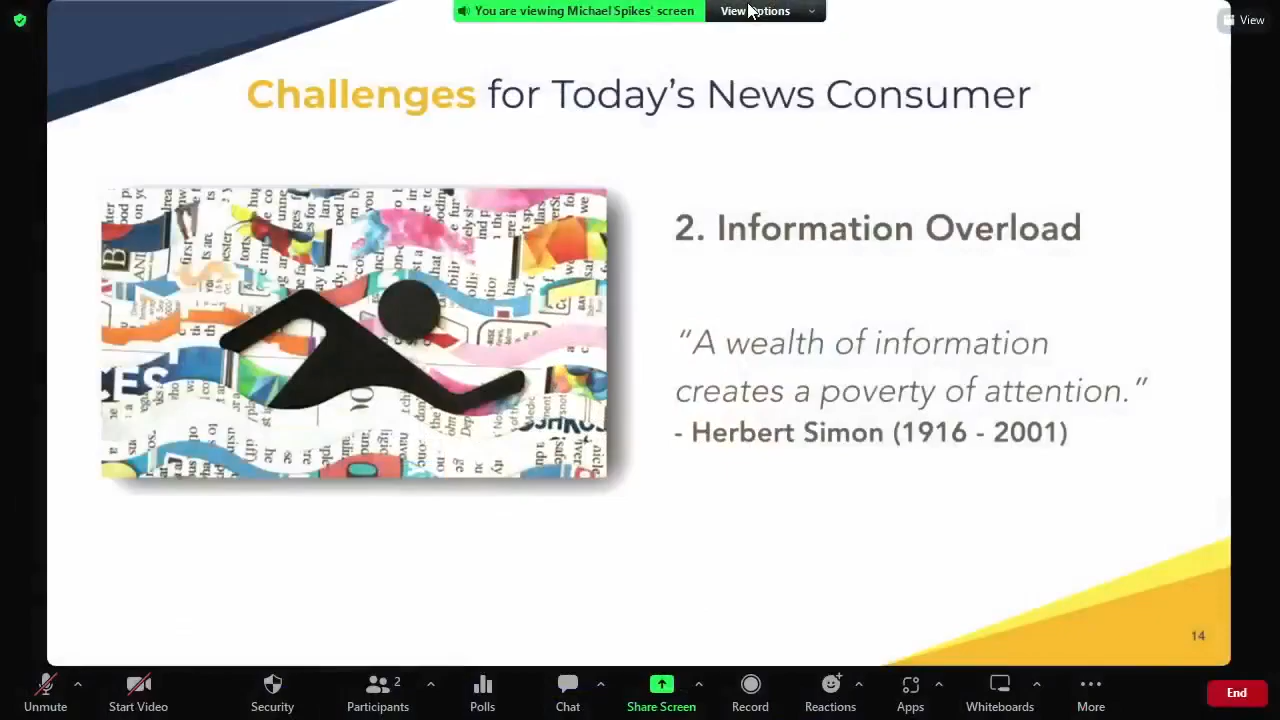 You are viewing Michael Spikes' screen
View
View
Challenges for Today's News Consumer
2. Information Overload
"A wealth of information
creates a poverty of attention."
- Herbert Simon (1916 - 2001)
14
2
Unmute
Start Video
Security
Participants
Polls
Chat
Share Screen
Record
Reactions
Apps
Whiteboards
More
End